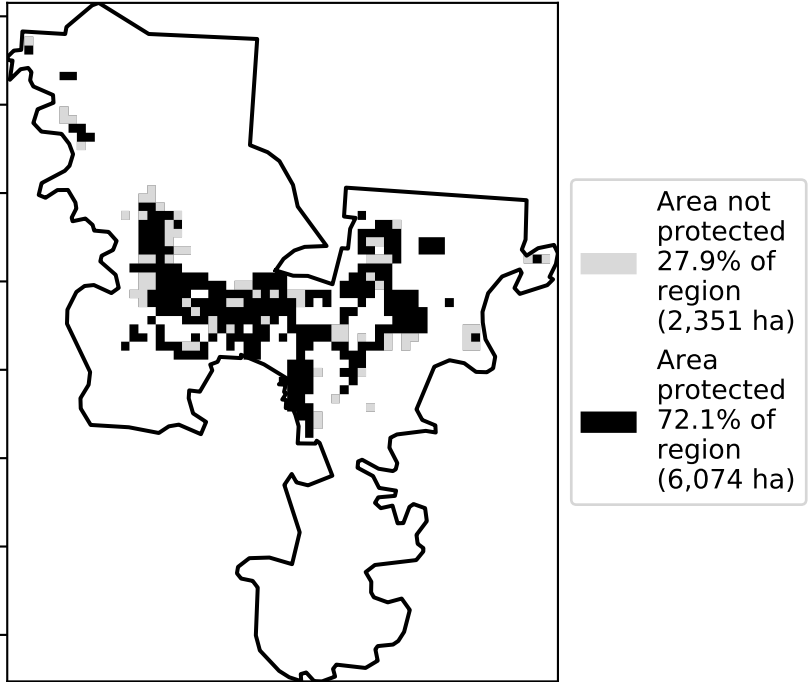 Area not
protected
27.9% of
region
(2,351 ha)
Area
protected
72.1% of
region
(6,074 ha)